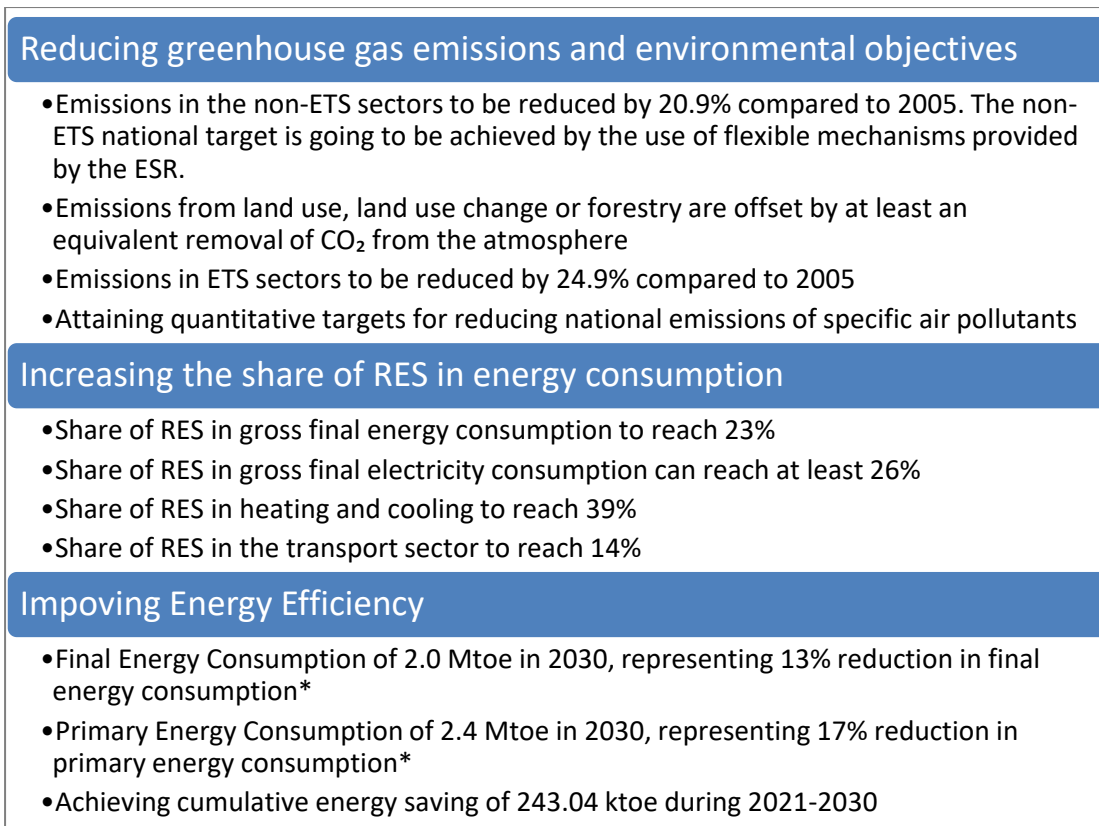 Reducing greenhouse gas emissions and environmental objectives
•Emissions in the non-ETS sectors to be reduced by 20.9% compared to 2005. The non-
ETS national target is going to be achieved by the use of flexible mechanisms provided
by the ESR.
•Emissions from land use, land use change or forestry are offset by at least an
equivalent removal of CO₂ from the atmosphere
•Emissions in ETS sectors to be reduced by 24.9% compared to 2005
•Attaining quantitative targets for reducing national emissions of specific air pollutants
Increasing the share of RES in energy consumption
•Share of RES in gross final energy consumption to reach 23%
•Share of RES in gross final electricity consumption can reach at least 26%
•Share of RES in heating and cooling to reach 39%
•Share of RES in the transport sector to reach 14%
Impoving Energy Efficiency
•Final Energy Consumption of 2.0 Mtoe in 2030, representing 13% reduction in final
energy consumption*
•Primary Energy Consumption of 2.4 Mtoe in 2030, representing 17% reduction in
primary energy consumption*
•Achieving cumulative energy saving of 243.04 ktoe during 2021-2030